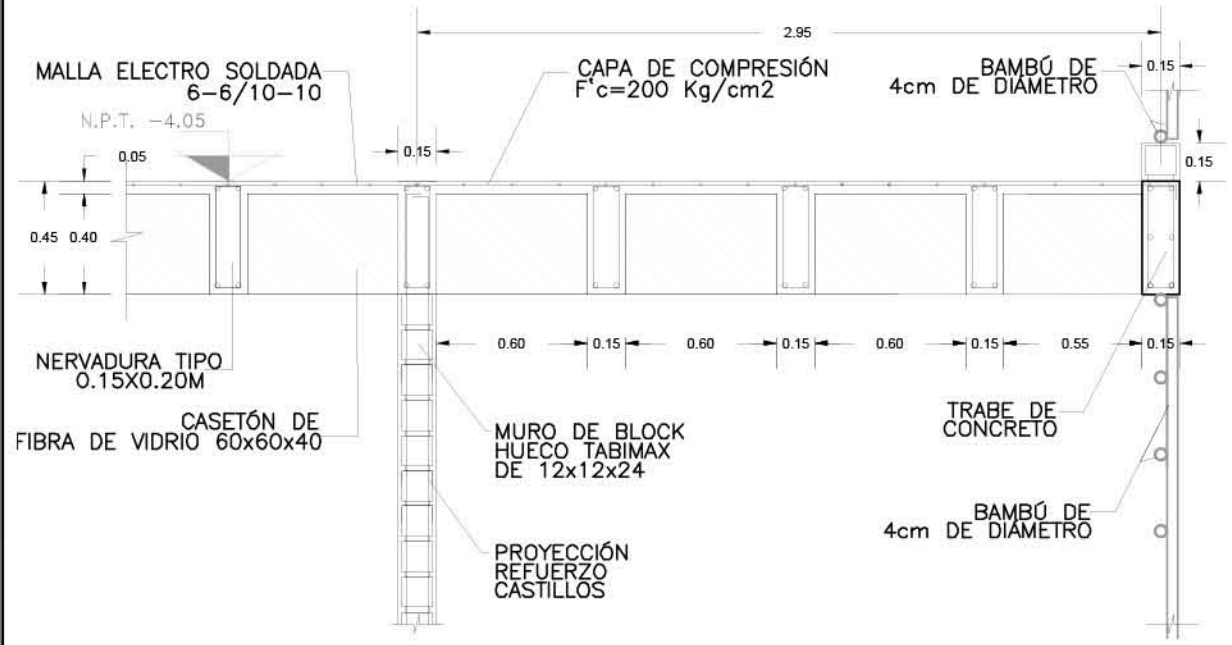 2.95
MALLA ELECTRO SOLDADA
6-6/10-10
CAPA DE COMPRESIÓN
F'c=200 Kg/cm2
BAMBÚ DE
4cm DE DIÁMETRO
0.15
N.P.T. -4.05
0.05
0.15
0.15
0.45
0.40
0.60
0.15
0.60
0.15
0.60
0.15
0.55
0.15
NERVADURA TIPO
0.15X0.20M
CASETÓN DE
FIBRA DE VIDRIO 60x60x40
MURO DE BLOCK
HUECO TABIMAX
DE 12x12x24
TRABE DE
CONCRETO
BAMBÚ DE
4cm DE DIÁMETRO
PROYECCIÓN
REFUERZO
CASTILLOS